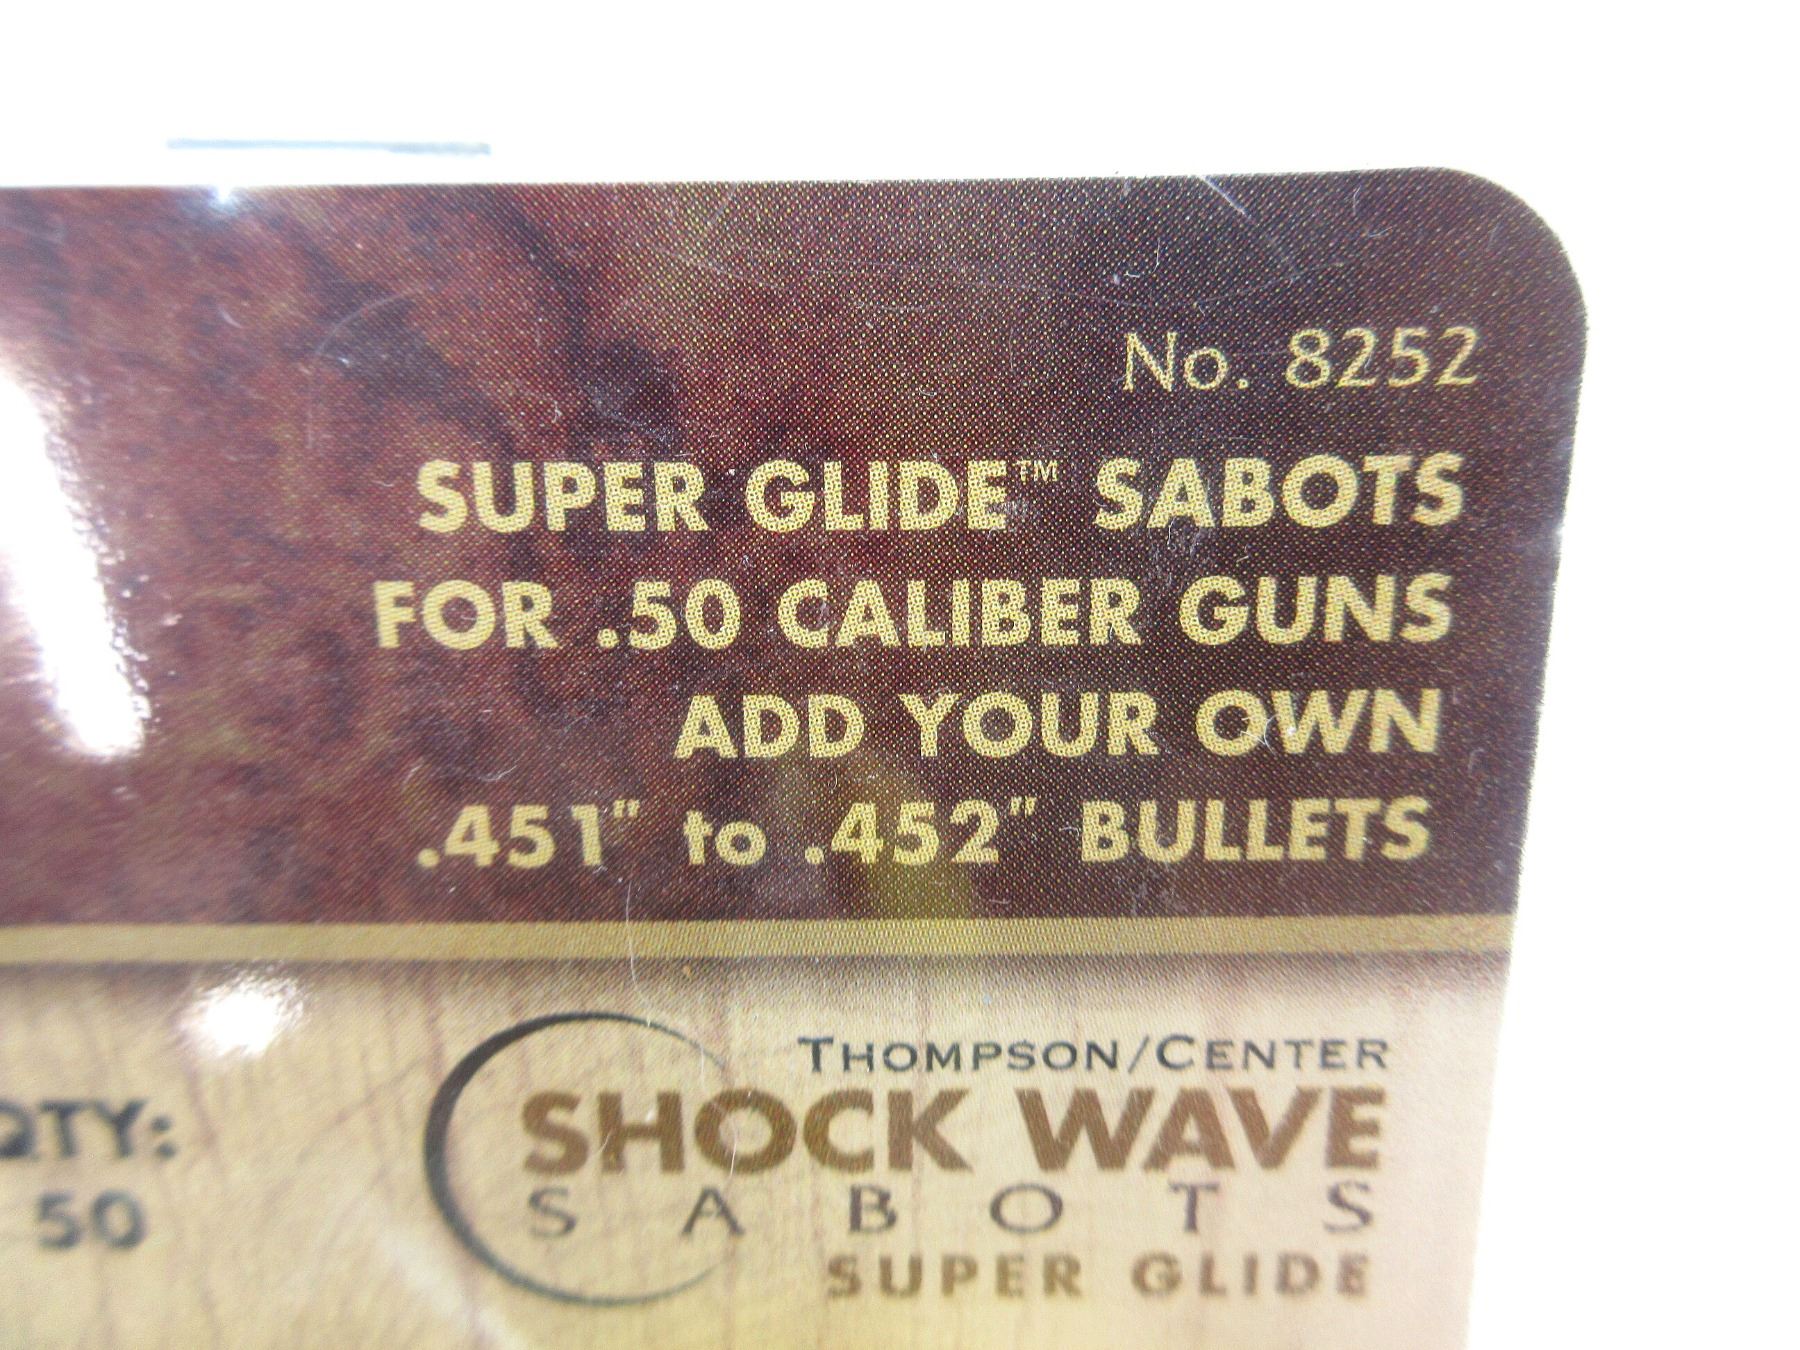 No. 8252
SUPER GLIDE™ SABOTS
FOR .50 CALIBER GUNS
ADD YOUR OWN
.451" to .452" BULLETS
THOMPSON/CENTER
SHOCK WAVE
SABOTS
SUPER GLIDE
QTY:
50